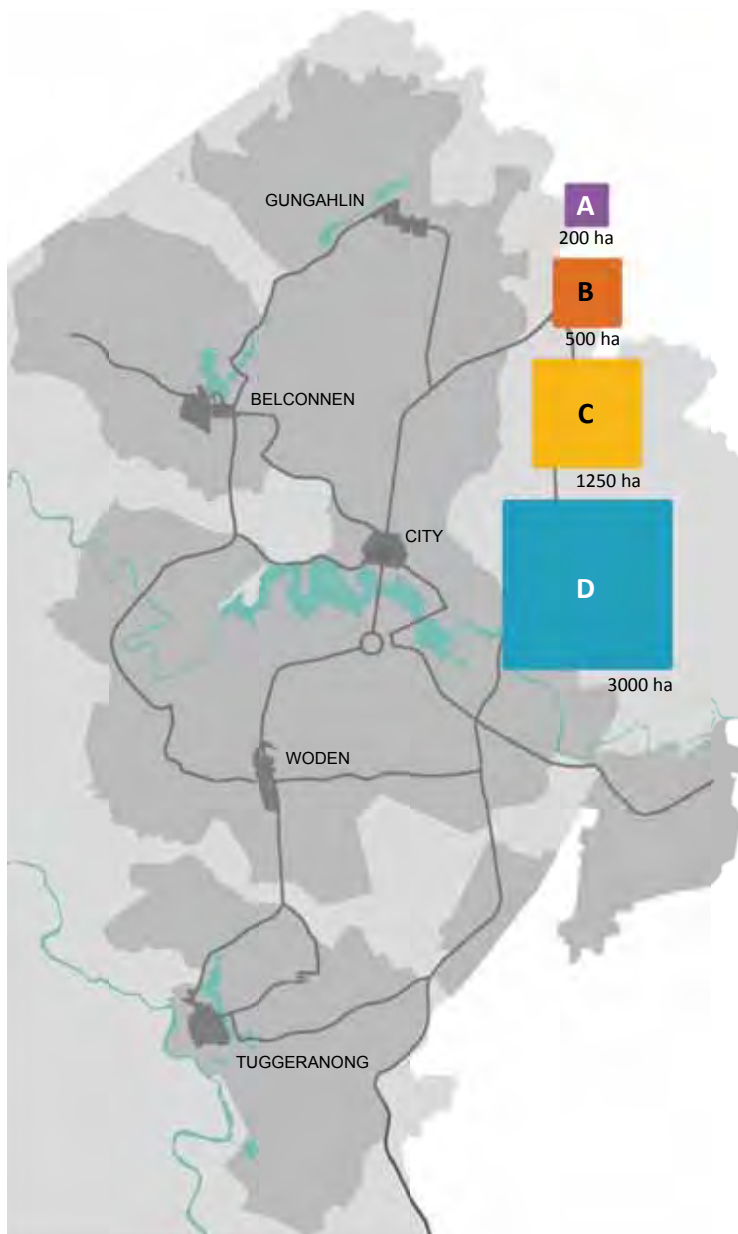 GUNGAHLIN
A
200 ha
B
500 ha
BELCONNEN
C
1250 ha
CITY
D
3000 ha
WODEN
TUGGERANONG